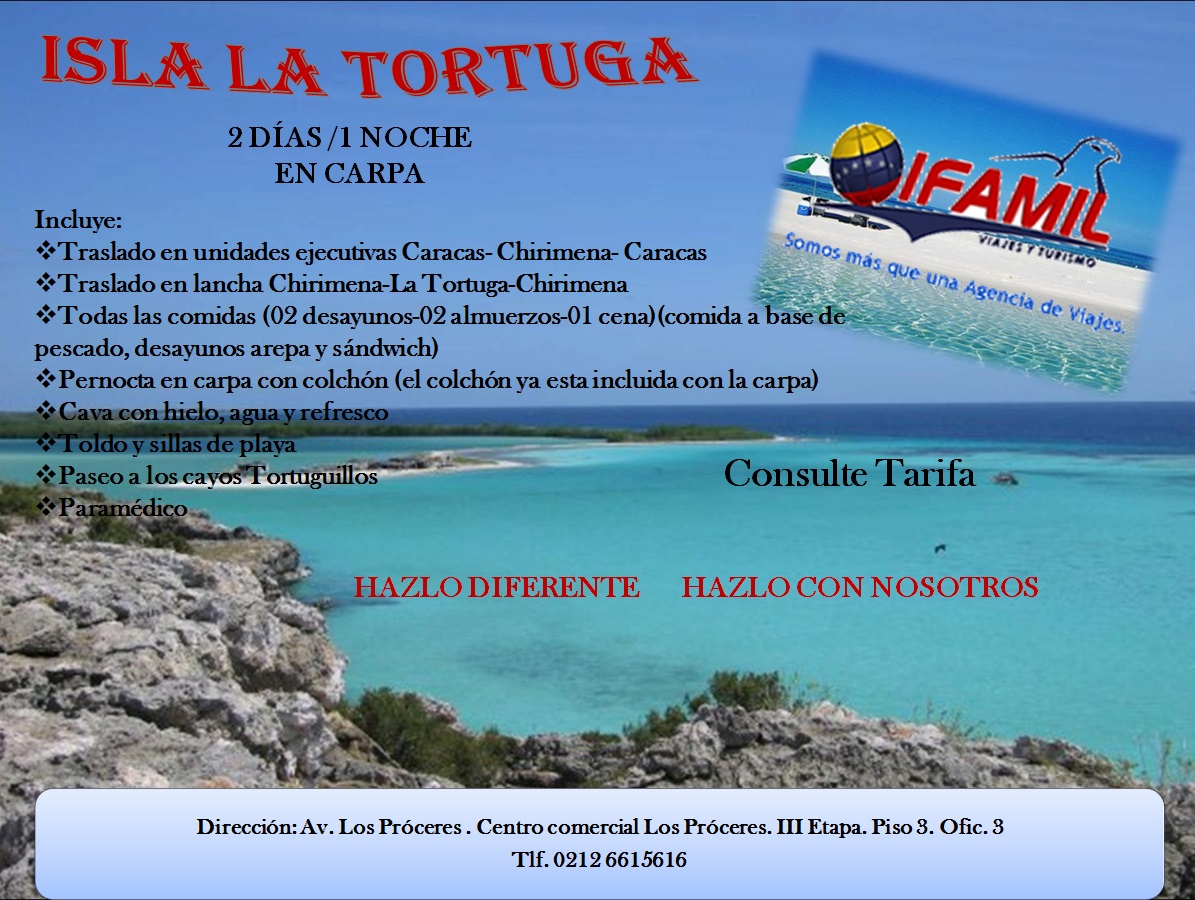 ISLA LA TORTUGA
2 DÍAS /1 NOCHE
EN CARPA
Incluye:
❖Traslado en unidades ejecutivas Caracas- Chirimena- Caracas
❖Traslado en lancha Chirimena-La Tortuga-Chirimena
❖Todas las comidas (02 desayunos-02 almuerzos-01 cena)(comida a base de
pescado, desayunos arepa y sándwich)
❖Pernocta en carpa con colchón (el colchón ya esta incluida con la carpa)
❖Cava con hielo, agua y refresco
❖Toldo y sillas de playa
❖Paseo a los cayos Tortuguillos
❖Paramédico
OIFAMIL
VIAJES Y TURISMO
Somos más que una Agencia de Viajes.
Consulte Tarifa
HAZLO DIFERENTE HAZLO CON NOSOTROS
Dirección: Av. Los Próceres . Centro comercial Los Próceres. III Etapa. Piso 3. Ofic. 3
Tlf. 0212 6615616